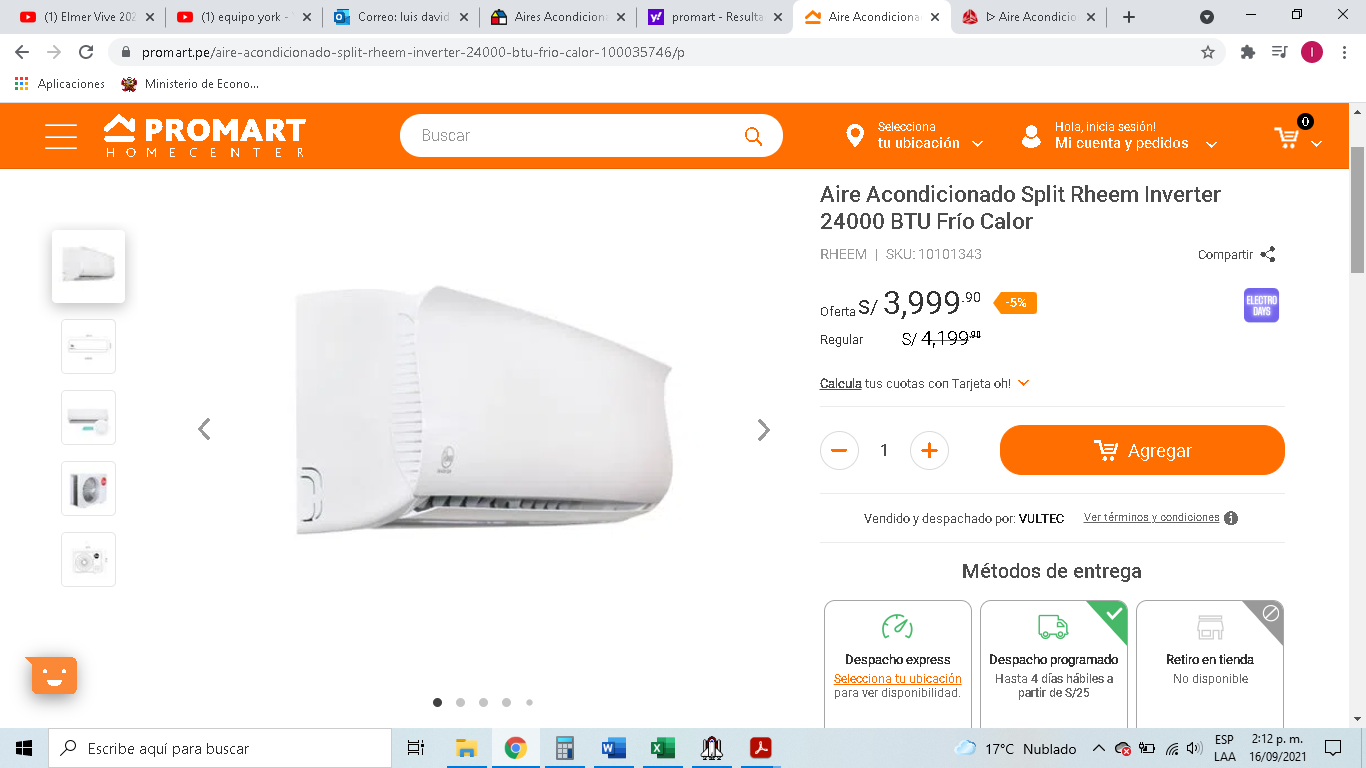 (1) Elmer Vive 202
(1) equipo york -
Correo: luis david
Aires Acondicion
promart - Resulta
Aire Acondiciona
▷ Aire Acondicio
promart.pe/aire-acondicionado-split-rheem-inverter-24000-btu-frio-calor-100035746/p
I
Aplicaciones
Ministerio de Econo...
PROMART
HOMECENTER
Buscar
Selecciona
tu ubicación
Hola, inicia sesión!
Mi cuenta y pedidos
0
Aire Acondicionado Split Rheem Inverter
24000 BTU Frío Calor
RHEEM | SKU: 10101343
Compartir
Oferta S/ 3,999.90 -5%
ELECTRO
DAYS
Regular S/ 4,199.90
Calcula tus cuotas con Tarjeta oh!
1
Agregar
Vendido y despachado por: VULTEC Ver términos y condiciones
Métodos de entrega
Despacho express
Selecciona tu ubicación
para ver disponibilidad.
Despacho programado
Hasta 4 días hábiles a
partir de S/25
Retiro en tienda
No disponible
Escribe aquí para buscar
17°C Nublado
ESP
LAA
2:12 p. m.
16/09/2021